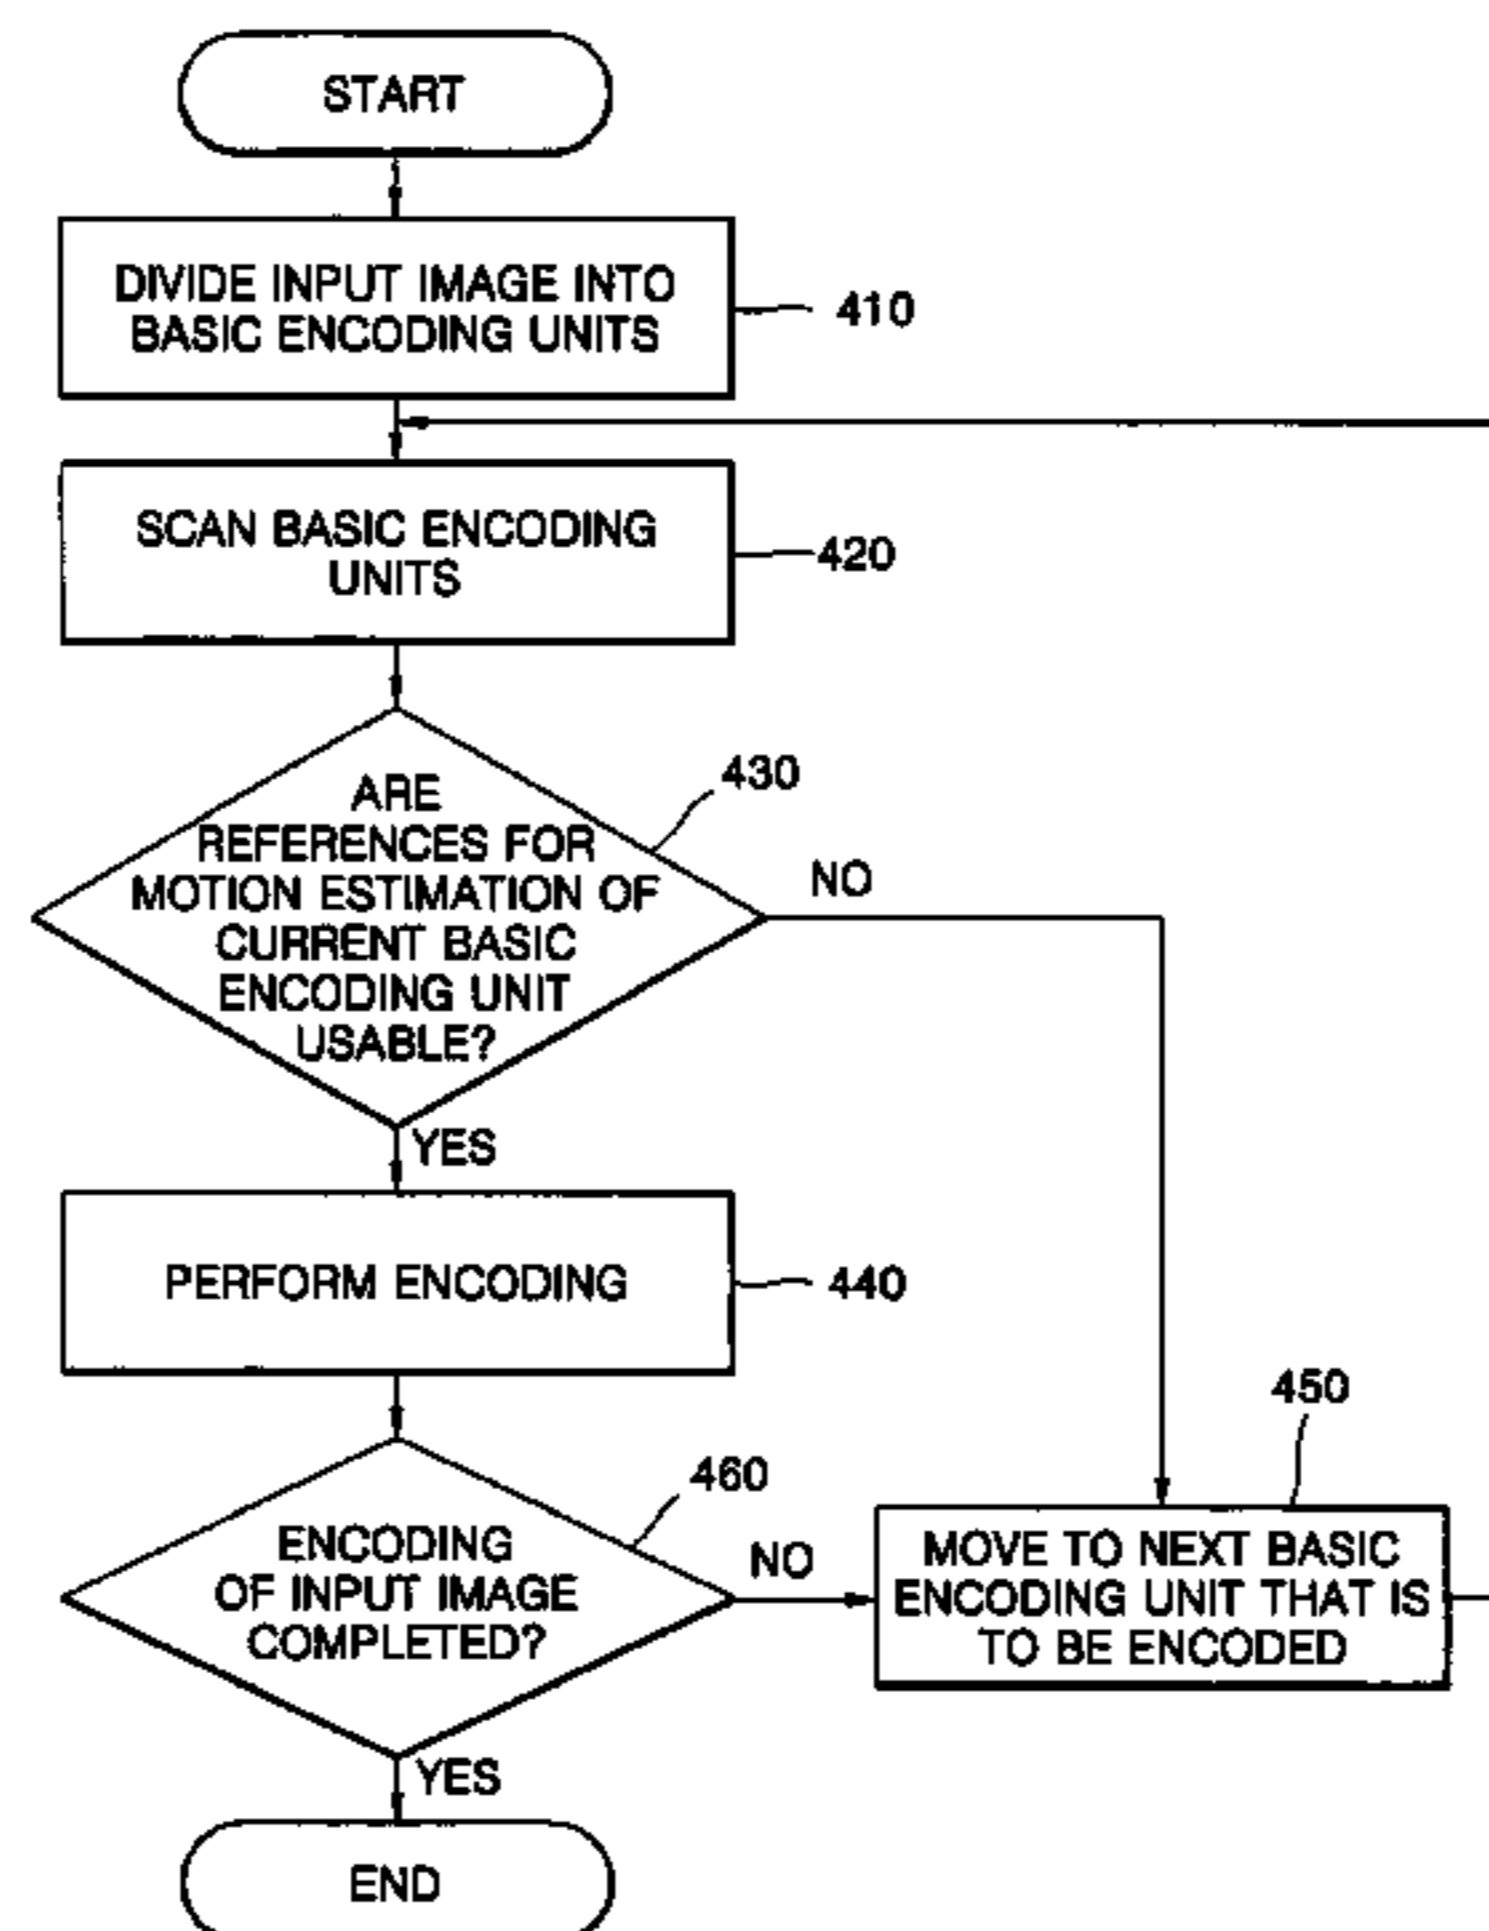 START
DIVIDE INPUT IMAGE INTO
BASIC ENCODING UNITS
410
SCAN BASIC ENCODING
UNITS
420
430
ARE
REFERENCES FOR
MOTION ESTIMATION OF
CURRENT BASIC
ENCODING UNIT
USABLE?
NO
YES
PERFORM ENCODING
440
450
460
ENCODING
OF INPUT IMAGE
COMPLETED?
NO
MOVE TO NEXT BASIC
ENCODING UNIT THAT IS
TO BE ENCODED
YES
END